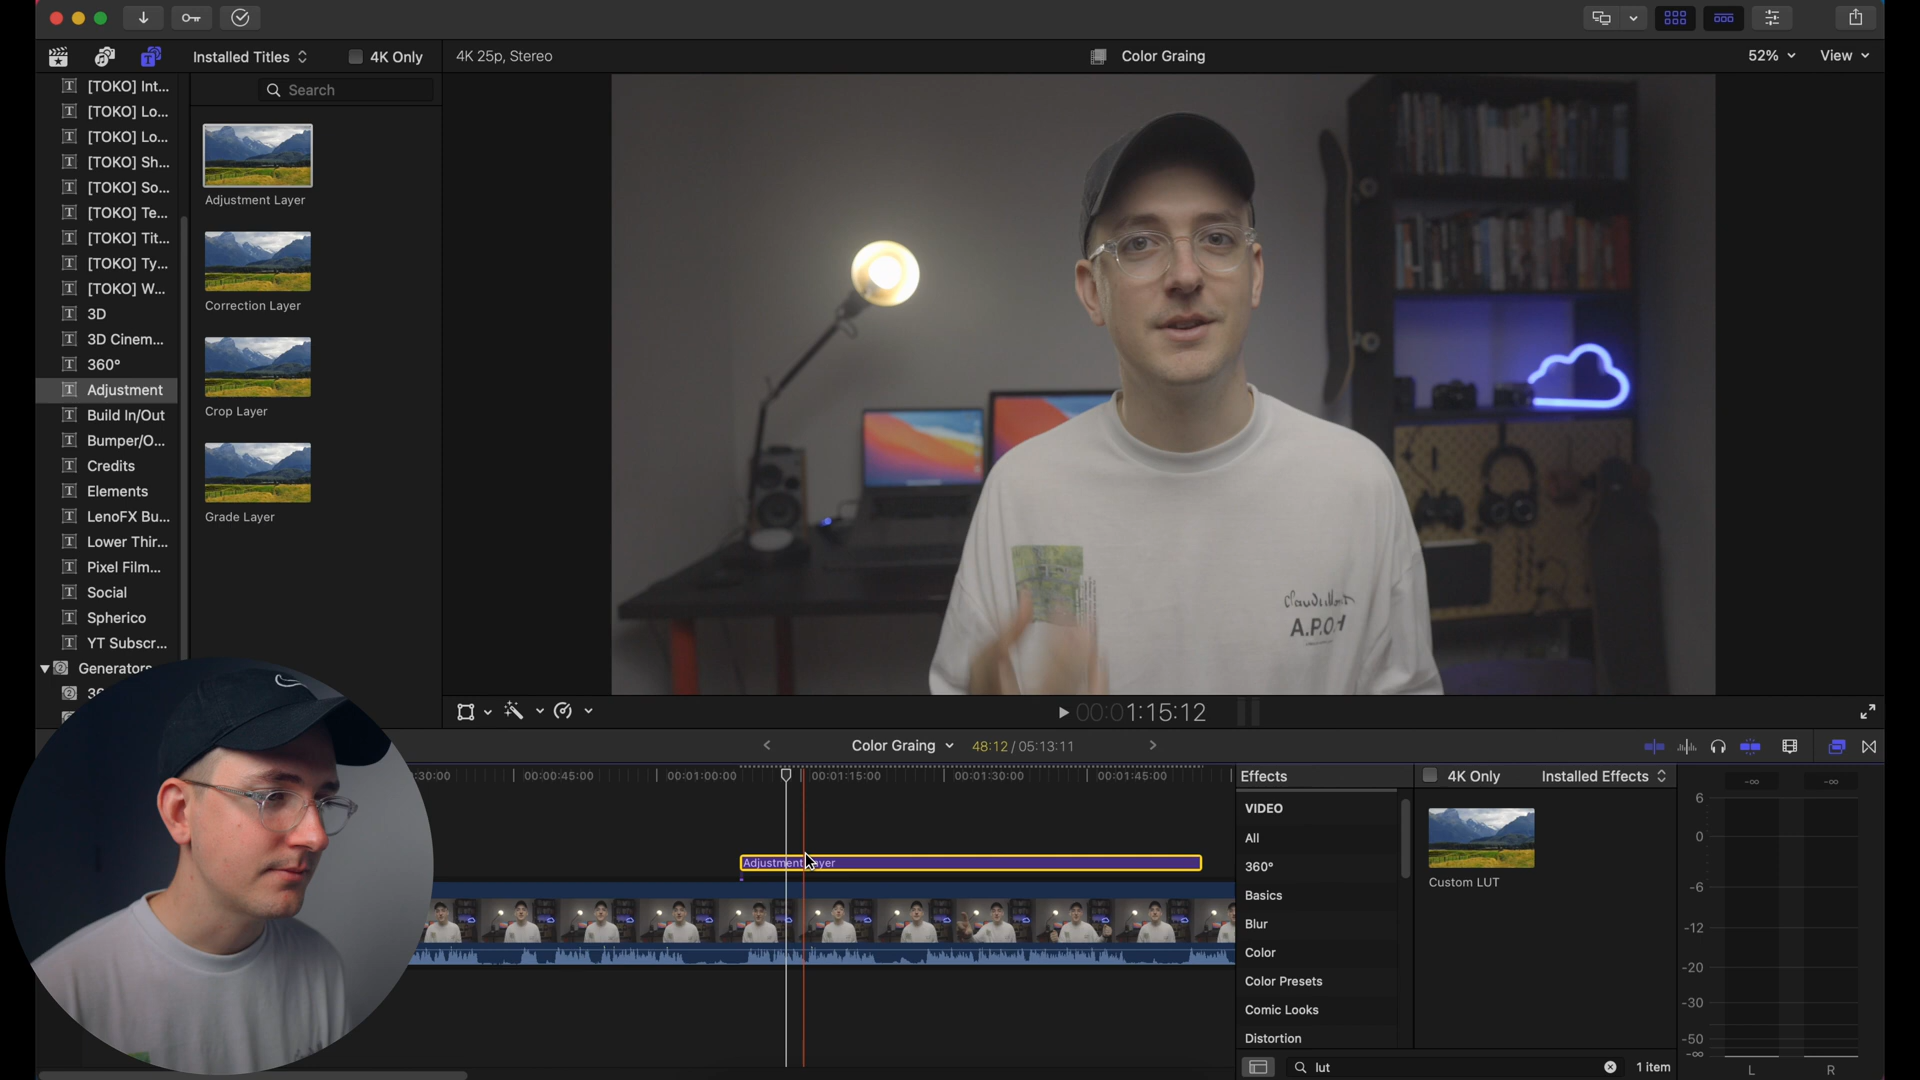 Installed Titles
4K Only
4K 25p, Stereo
Color Graing
52%
View
Search
[TOKO] Int...
[TOKO] Lo...
[TOKO] Lo...
[TOKO] Sh...
[TOKO] So...
[TOKO] Te...
[TOKO] Tit...
[TOKO] Ty...
[TOKO] W...
3D
3D Cinem...
360°
Adjustment
Build In/Out
Bumper/O...
Credits
Elements
LenoFX Bu...
Lower Thir...
Pixel Film...
Social
Spherico
YT Subscr...
Generators
Adjustment Layer
Correction Layer
Crop Layer
Grade Layer
A.P.O.H
00:01:15:12
Color Graing
48:12 / 05:13:11
:30:00
00:00:45:00
00:01:00:00
00:01:15:00
00:01:30:00
00:01:45:00
Adjustment Layer
Effects
4K Only
Installed Effects
VIDEO
All
360°
Basics
Blur
Color
Color Presets
Comic Looks
Distortion
Custom LUT
lut
1 item
-∞
-∞
6
0
-6
-12
-20
-30
-50
-∞
L
R